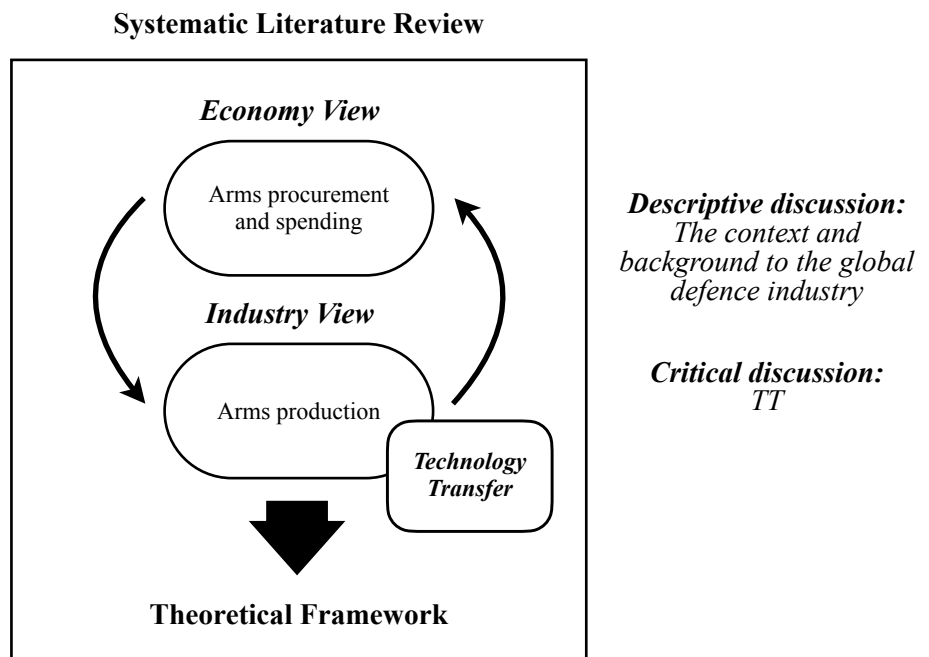 Systematic Literature Review
Economy View
Arms procurement
and spending
Industry View
Arms production
Technology
Transfer
Theoretical Framework
Descriptive discussion:
The context and
background to the global
defence industry
Critical discussion:
TT